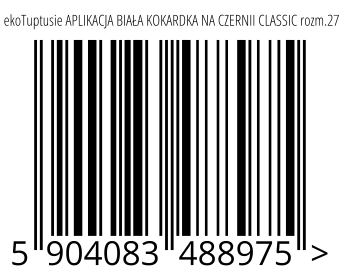 ekoTuptusie APLIKACJA BIAŁA KOKARDKA NA CZERNII CLASSIC rozm.27
5 904083 488975 >